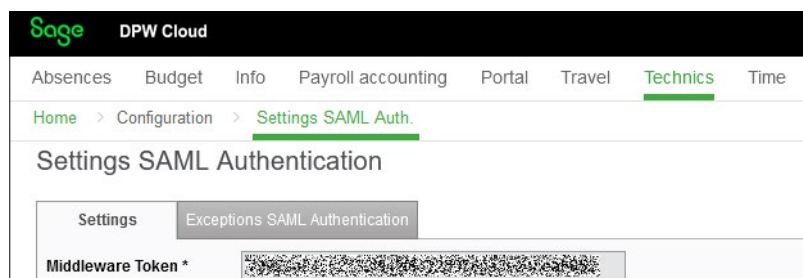 Sage DPW Cloud
Absences Budget Info Payroll accounting Portal Travel Technics Time
Home > Configuration > Settings SAML Auth.
Settings SAML Authentication
Settings Exceptions SAML Authentication
Middleware Token *